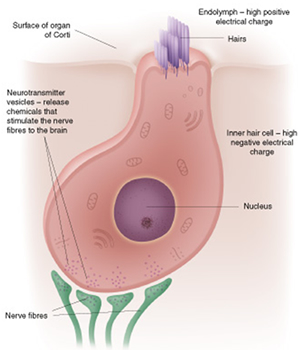 Endolymph – high positive
electrical charge
Surface of organ
of Corti
Hairs
Neurotransmitter
vesicles – release
chemicals that
stimulate the nerve
fibres to the brain
Inner hair cell – high
negative electrical
charge
Nucleus
Nerve fibres